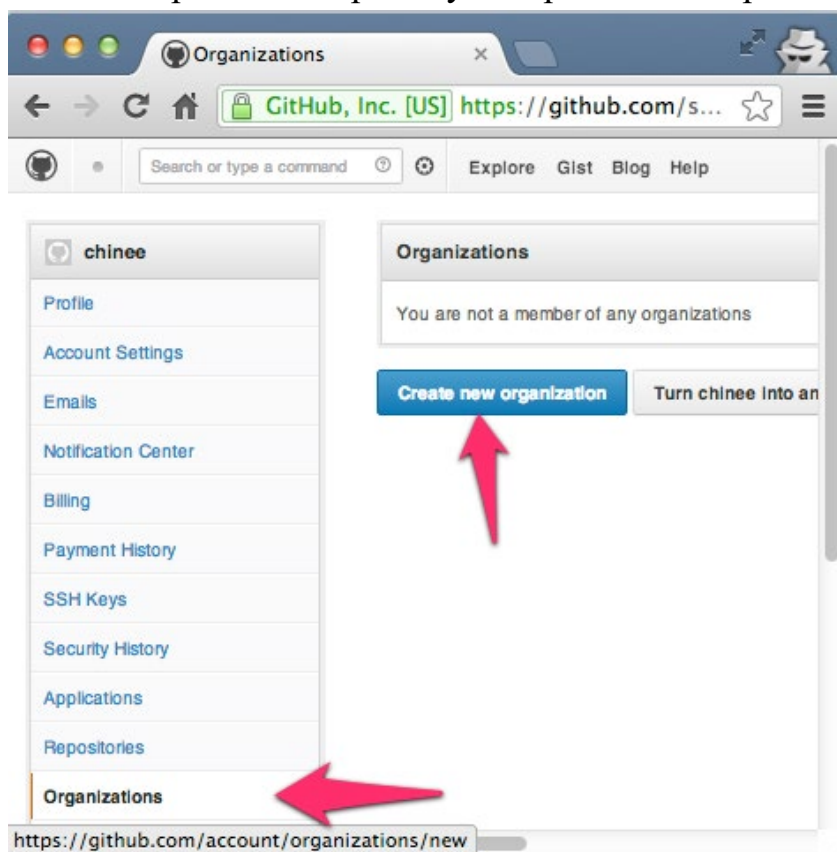 Organizations
GitHub, Inc. [US] https://github.com/s...
Search or type a command
Explore Gist Blog Help
chinee
Profile
Account Settings
Emails
Notification Center
Billing
Payment History
SSH Keys
Security History
Applications
Repositories
Organizations
Organizations
You are not a member of any organizations
Create new organization
Turn chinee into an
https://github.com/account/organizations/new